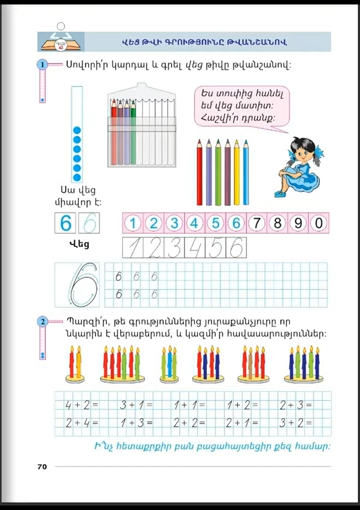 ՎԵՑ ԹՎԻ ԳՐՈՒԹՅՈՒՆԸ ԹՎԱՆՇԱՆՈՎ
1 Սովորի՛ր կարդալ և գրել վեց թիվը թվանշանով:
Ես տուփից հանել
եմ վեց մատիտ:
Հաշվի՛ր դրանք:
Սա վեց
միավոր է:
6 6
1 2 3 4 5 6 7 8 9 0
Վեց
1 2 3 4 5 6
6 6 6 6
6 6 6
2 Պարզի՛ր, թե գրություններից յուրաքանչյուրը որ
նկարին է վերաբերում, և կազմի՛ր հավասարություններ:
4 + 2 = 3 + 1 = 1 + 1 = 1 + 2 = 2 + 3 =
2 + 4 = 1 + 3 = 2 + 2 = 2 + 1 = 3 + 2 =
Ի՞նչ հետաքրքիր բան բացահայտեցիր քեզ համար:
70